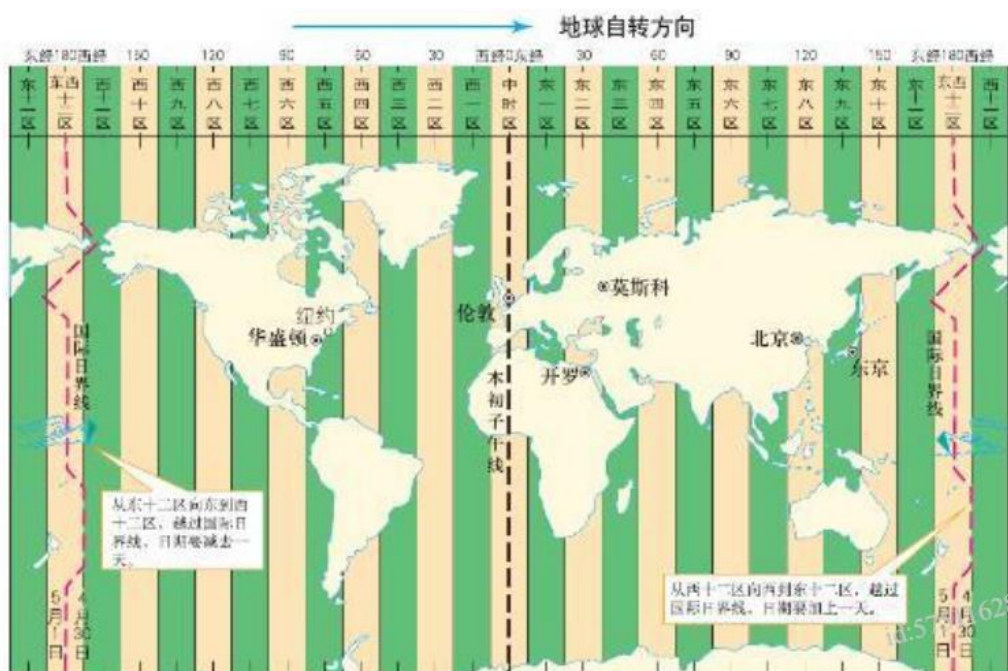 地球自转方向
东经180西经 150 120 90 60 30 西经0东经 30 60 90 120 150 东经180西经
东十一区 东西十二区 西十一区 西十区 西九区 西八区 西七区 西六区 西五区 西四区 西三区 西二区 西一区 中时区 东一区 东二区 东三区 东四区 东五区 东六区 东七区 东八区 东九区 东十区 东十一区 东西十二区 西十一区
莫斯科
伦敦
纽约
华盛顿
北京
东京
开罗
国际日界线
本初子午线
国际日界线
从东十二区向东到西
十二区，越过国际日
界线，日期要减去一
天。
从西十二区向西到东十二区，越过
国际日界线，日期要加上一天。
5月1日
4月30日
5月1日
4月30日